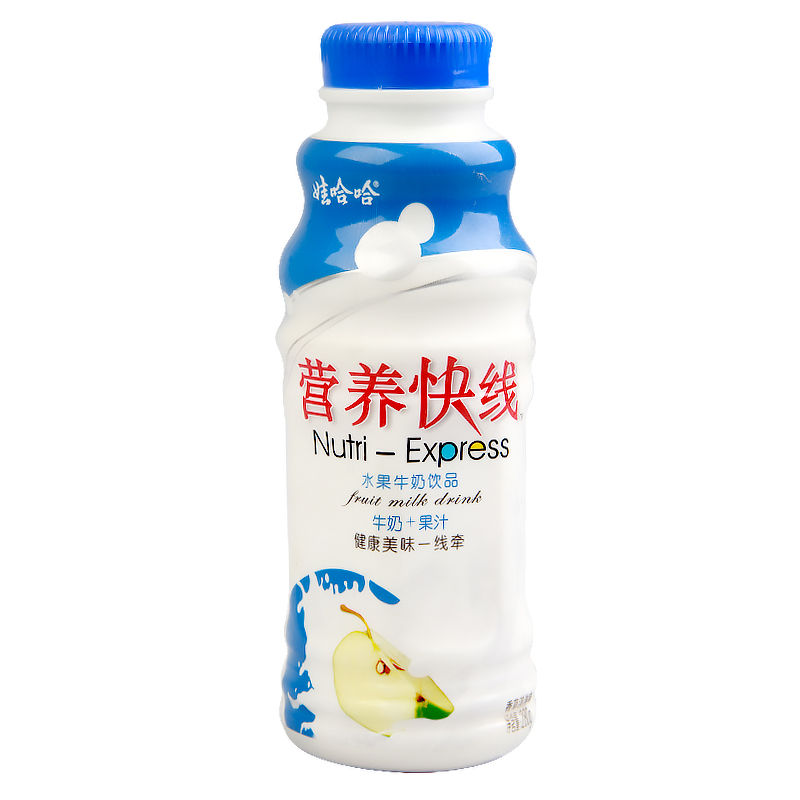 娃哈哈®
营养快线
Nutri – Express
水果牛奶饮品
fruit milk drink
牛奶+果汁
健康美味一线牵